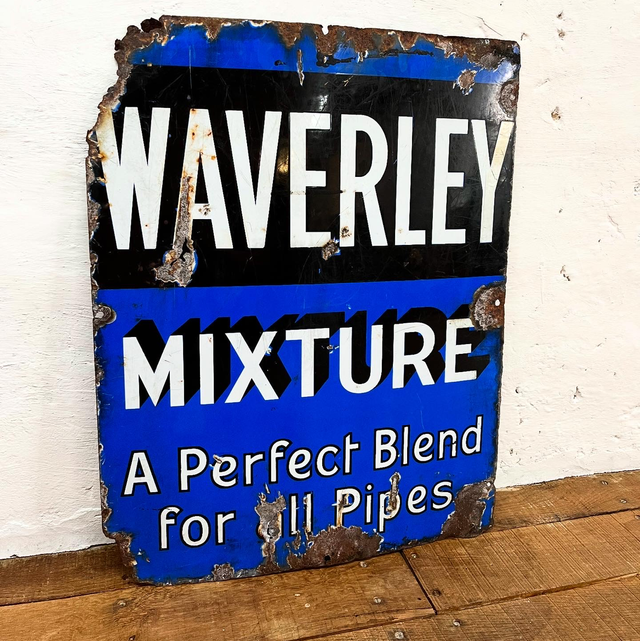 WAVERLEY
MIXTURE
A Perfect Blend
for all Pipes